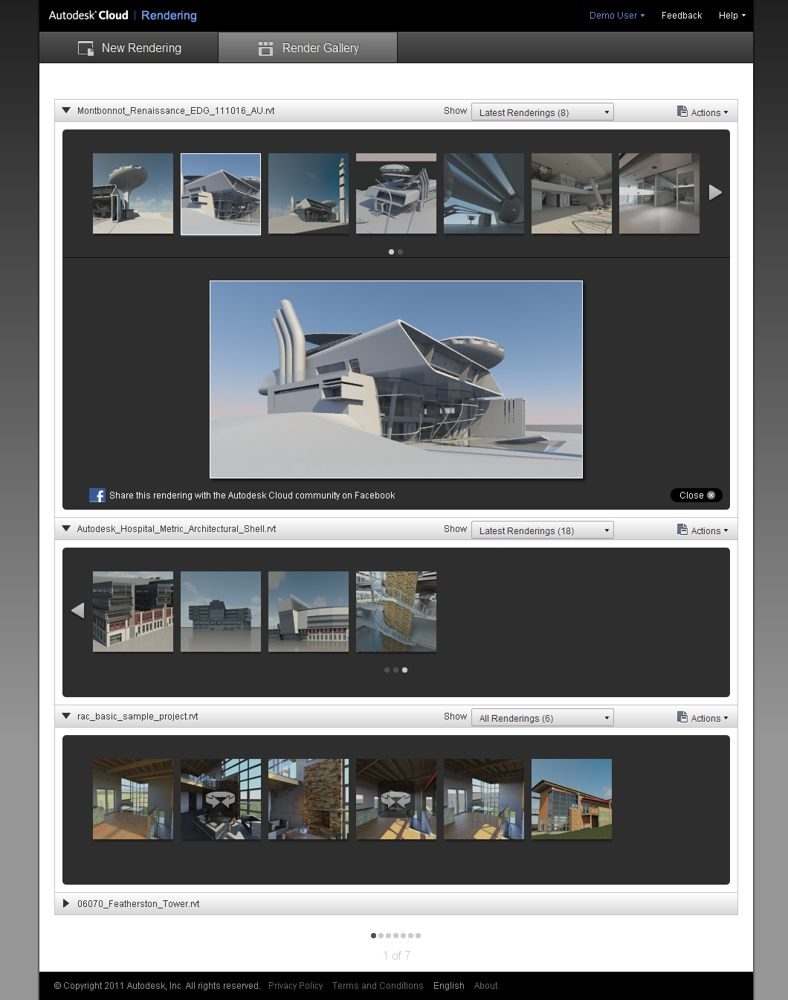 Autodesk® Cloud | Rendering
Demo User
Feedback
Help
New Rendering
Render Gallery
Montbonnot_Renaissance_EDG_111016_AU.rvt
Show
Latest Renderings (8)
Actions
Share this rendering with the Autodesk Cloud community on Facebook
Close
Autodesk_Hospital_Metric_Architectural_Shell.rvt
Show
Latest Renderings (18)
Actions
rac_basic_sample_project.rvt
Show
All Renderings (6)
Actions
06070_Featherston_Tower.rvt
1 of 7
© Copyright 2011 Autodesk, Inc. All rights reserved. Privacy Policy Terms and Conditions English About